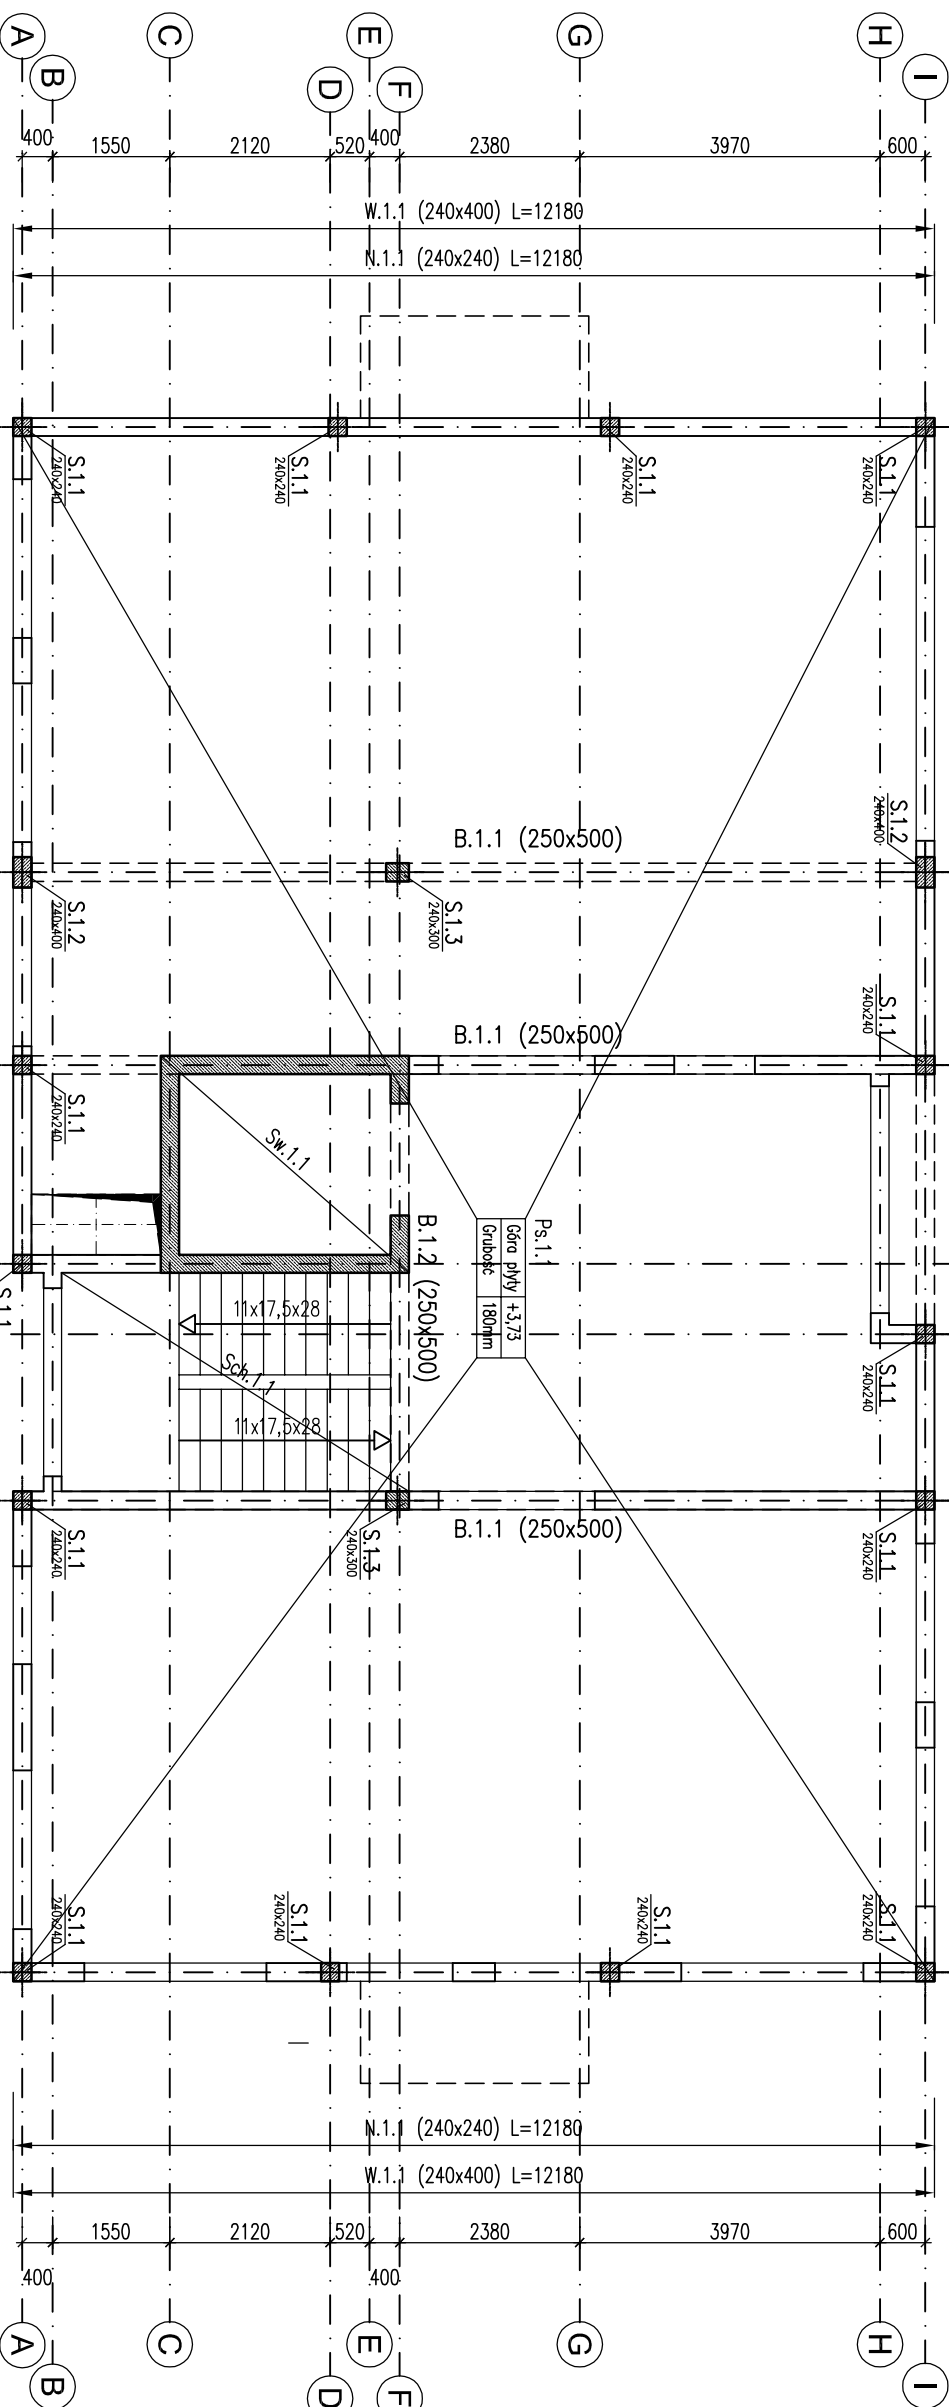 A
B
C
D
E
F
G
H
I
400
1550
2120
520
400
2380
3970
600
W.1.1 (240x400) L=12180
N.1.1 (240x240) L=12180
S.1.1
240x240
S.1.1
240x240
S.1.1
240x240
S.1.1
240x240
S.1.2
240x400
B.1.1 (250x500)
S.1.2
240x400
S.1.3
240x300
S.1.1
240x240
B.1.1 (250x500)
S.1.1
240x240
Sw.1.1
B.1.2 (250x500)
Ps.1.1
Góra płyty +3,73
Grubość 180mm
S.1.1
11x17,5x28
Sch.1.1
11x17,5x28
S.1.1
240x240
S.1.1
240x240
S.1.3
240x300
B.1.1 (250x500)
S.1.1
240x240
S.1.1
240x240
S.1.1
240x240
S.1.1
240x240
S.1.1
240x240
N.1.1 (240x240) L=12180
W.1.1 (240x400) L=12180
1550
2120
520
2380
3970
600
400
400
A
B
C
D
E
F
G
H
I